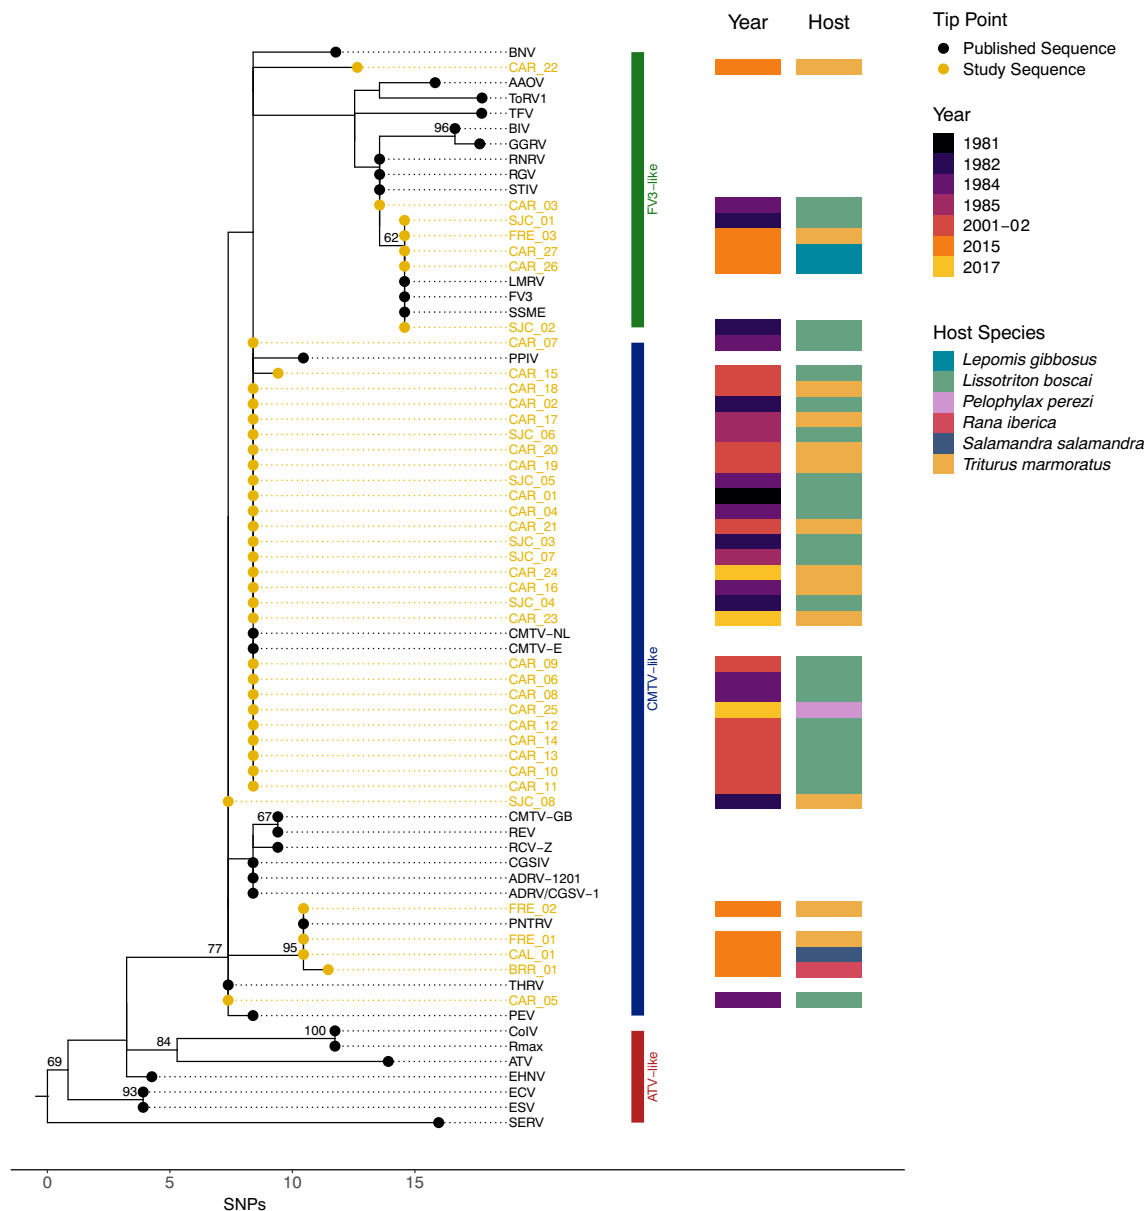 Year Host
BNV
CAR_22
AAOV
ToRV1
TFV
96 BIV
GGRV
RNRV
RGV
STIV
CAR_03
SJC_01
62 FRE_03
CAR_27
CAR_26
LMRV
FV3
SSME
SJC_02
CAR_07
PPIV
CAR_15
CAR_18
CAR_02
CAR_17
SJC_06
CAR_20
CAR_19
SJC_05
CAR_01
CAR_04
CAR_21
SJC_03
SJC_07
CAR_24
CAR_16
SJC_04
CAR_23
CMTV-NL
CMTV-E
CAR_09
CAR_06
CAR_08
CAR_25
CAR_12
CAR_14
CAR_13
CAR_10
CAR_11
SJC_08
67 CMTV-GB
REV
RCV-Z
CGSIV
ADRV-1201
ADRV/CGSV-1
FRE_02
PNTRV
FRE_01
77 95 CAL_01
BRR_01
THRV
CAR_05
PEV
100 CoIV
84 Rmax
ATV
69 EHNV
93 ECV
ESV
SERV
FV3-like
CMTV-like
ATV-like
0 5 10 15
SNPs
Tip Point
Published Sequence
Study Sequence
Year
1981
1982
1984
1985
2001-02
2015
2017
Host Species
Lepomis gibbosus
Lissotriton boscai
Pelophylax perezi
Rana iberica
Salamandra salamandra
Triturus marmoratus